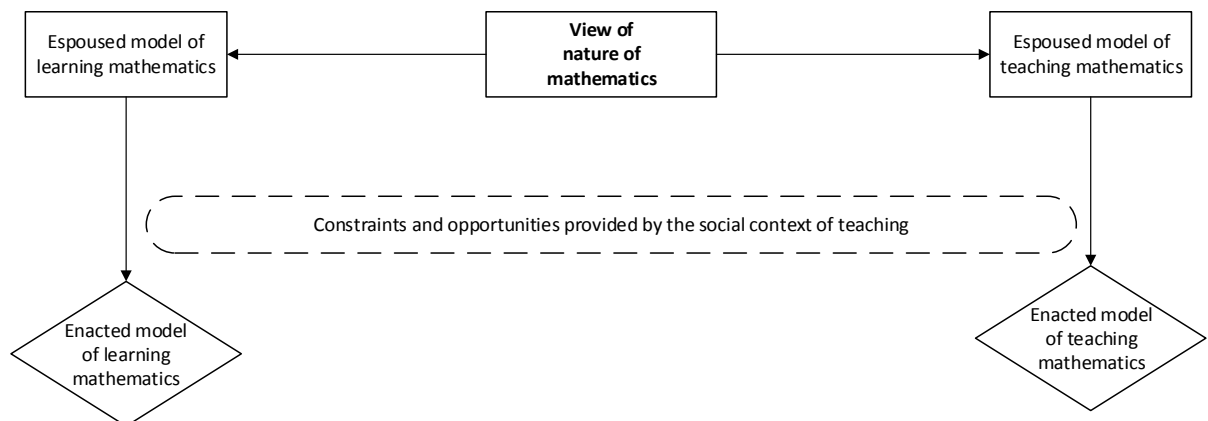 Espoused model of
learning mathematics
View of
nature of
mathematics
Espoused model of
teaching mathematics
Constraints and opportunities provided by the social context of teaching
Enacted model
of learning
mathematics
Enacted model
of teaching
mathematics